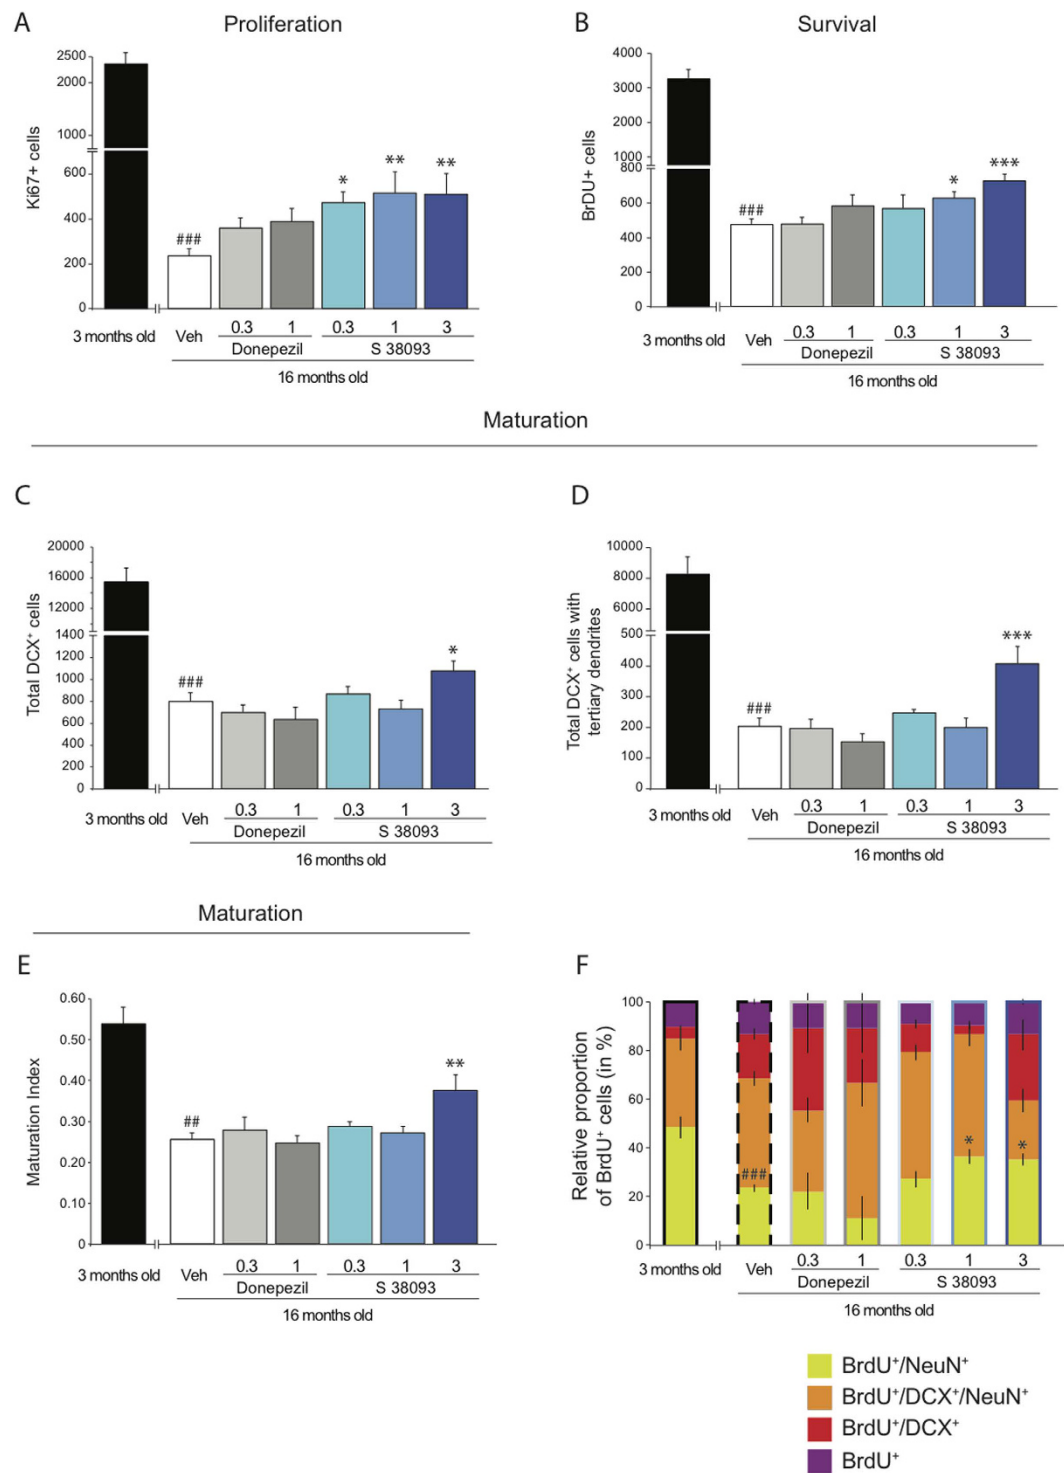 A
Proliferation
2500
2000
1000
600
400
200
0
Ki67+ cells
###
*
**
**
3 months old
Veh
0.3
1
0.3
1
3
Donepezil
S 38093
16 months old
B
Survival
4000
3000
2000
1000
800
600
400
200
0
BrDU+ cells
###
*
***
3 months old
Veh
0.3
1
0.3
1
3
Donepezil
S 38093
16 months old
Maturation
C
20000
16000
12000
1400
1200
1000
800
600
400
200
0
Total DCX⁺ cells
###
*
3 months old
Veh
0.3
1
0.3
1
3
Donepezil
S 38093
16 months old
D
10000
8000
6000
500
400
300
200
100
0
Total DCX⁺ cells with
tertiary dendrites
###
***
3 months old
Veh
0.3
1
0.3
1
3
Donepezil
S 38093
16 months old
Maturation
E
0.60
0.50
0.40
0.30
0.20
0.10
0
Maturation Index
##
**
3 months old
Veh
0.3
1
0.3
1
3
Donepezil
S 38093
16 months old
F
100
80
60
40
20
0
Relative proportion
of BrdU⁺ cells (in %)
###
*
*
3 months old
Veh
0.3
1
0.3
1
3
Donepezil
S 38093
16 months old
BrdU⁺/NeuN⁺
BrdU⁺/DCX⁺/NeuN⁺
BrdU⁺/DCX⁺
BrdU⁺